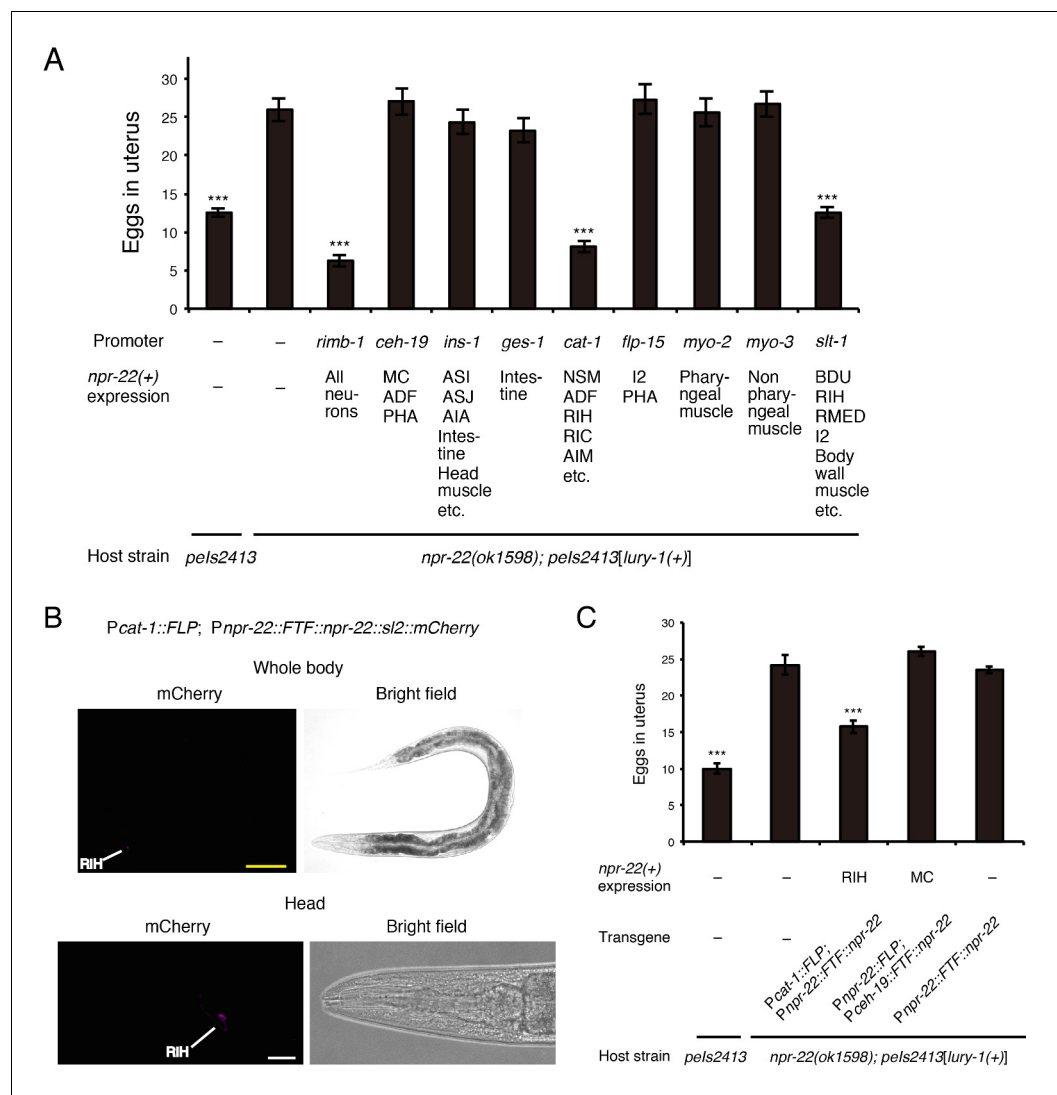 A
Eggs in uterus
30
25
20
15
10
5
0
***
***
***
***
Promoter – – rimb-1 ceh-19 ins-1 ges-1 cat-1 flp-15 myo-2 myo-3 slt-1
npr-22(+)
expression
–
–
All
neu-
rons
MC
ADF
PHA
ASI
ASJ
AIA
Intes-
tine
Head
muscle
etc.
Intes-
tine
NSM
ADF
RIH
RIC
AIM
etc.
I2
PHA
Phary-
ngeal
muscle
Non
phary-
ngeal
muscle
BDU
RIH
RMED
I2
Body
wall
muscle
etc.
Host strain peIs2413 npr-22(ok1598); peIs2413[lury-1(+)]
B
Pcat-1::FLP; Pnpr-22::FTF::npr-22::sl2::mCherry
Whole body
mCherry Bright field
RIH
Head
mCherry Bright field
RIH
C
Eggs in uterus
30
25
20
15
10
5
0
***
***
npr-22(+)
expression
– – RIH MC –
Transgene – –
Pcat-1::FLP;
Pnpr-22::FTF::npr-22
Pnpr-22::FLP;
Pceh-19::FTF::npr-22
Pnpr-22::FTF::npr-22
Host strain peIs2413 npr-22(ok1598); peIs2413[lury-1(+)]